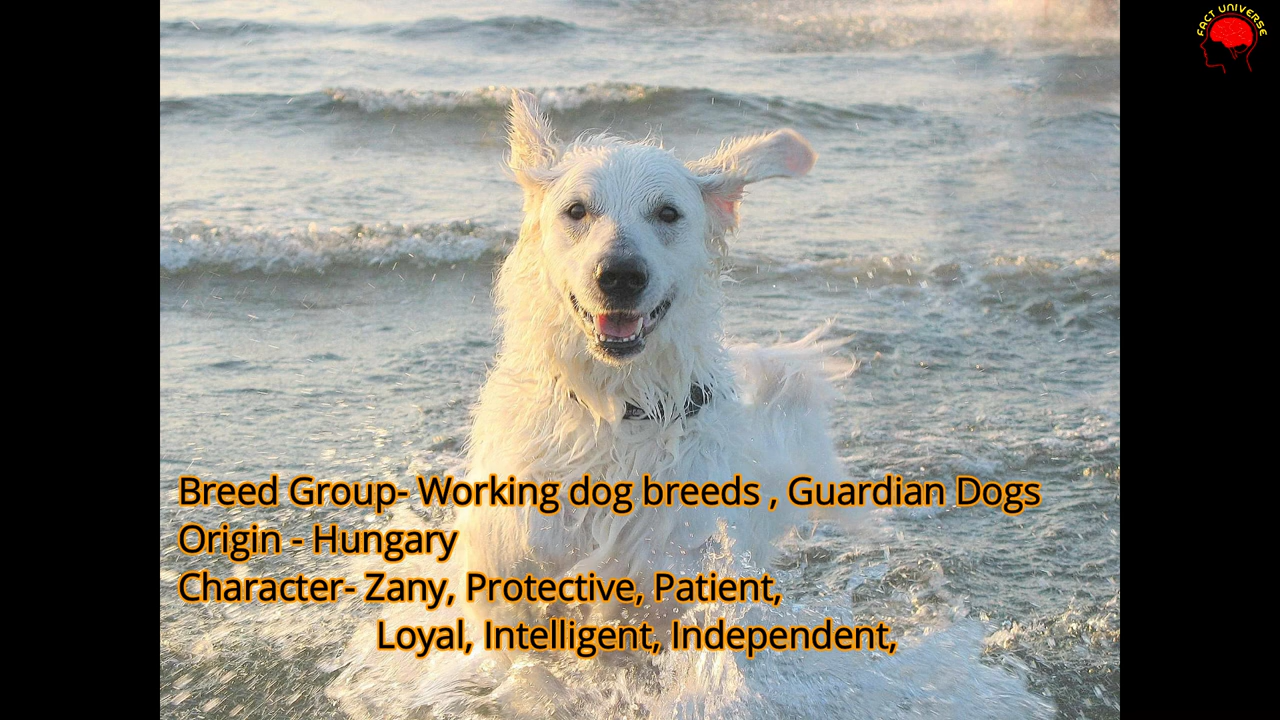 FACT UNIVERSE
Breed Group- Working dog breeds , Guardian Dogs
Origin - Hungary
Character- Zany, Protective, Patient,
Loyal, Intelligent, Independent,